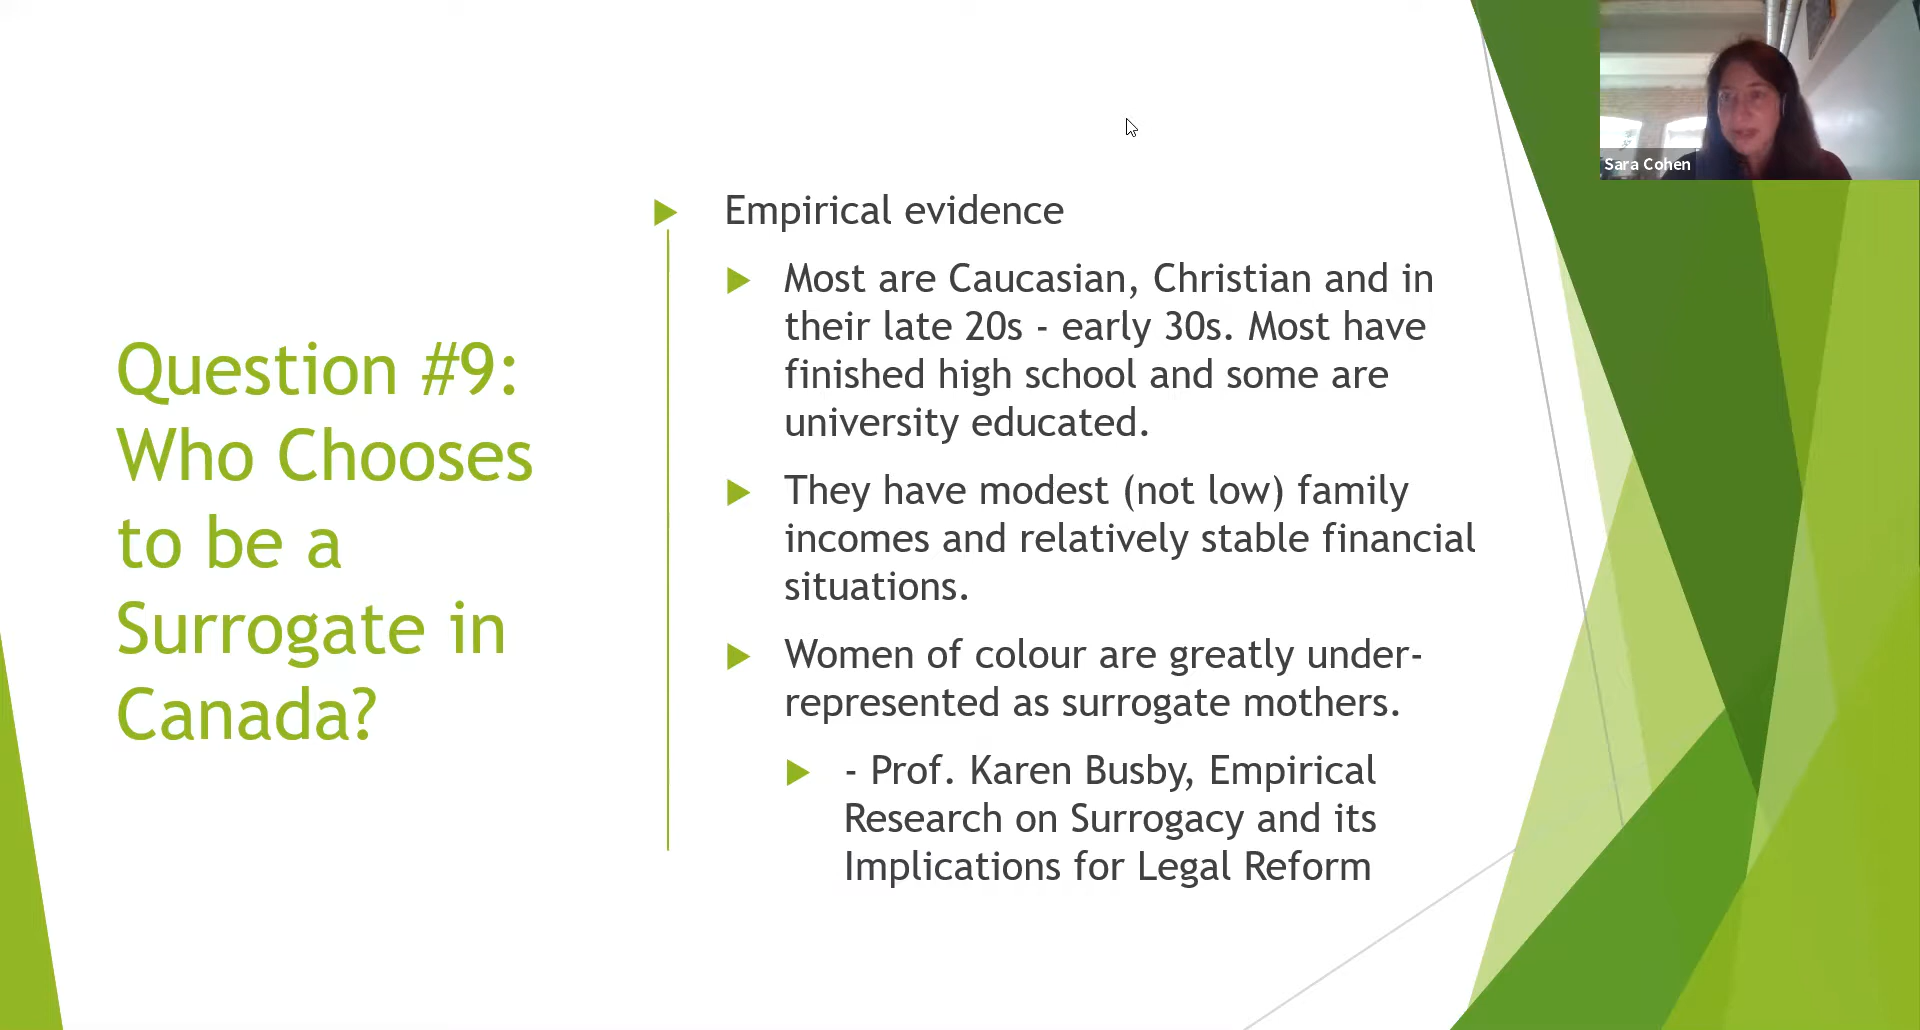 Question #9:
Who Chooses
to be a
Surrogate in
Canada?
Empirical evidence
Most are Caucasian, Christian and in
their late 20s - early 30s. Most have
finished high school and some are
university educated.
They have modest (not low) family
incomes and relatively stable financial
situations.
Women of colour are greatly under-
represented as surrogate mothers.
- Prof. Karen Busby, Empirical
Research on Surrogacy and its
Implications for Legal Reform
Sara Cohen